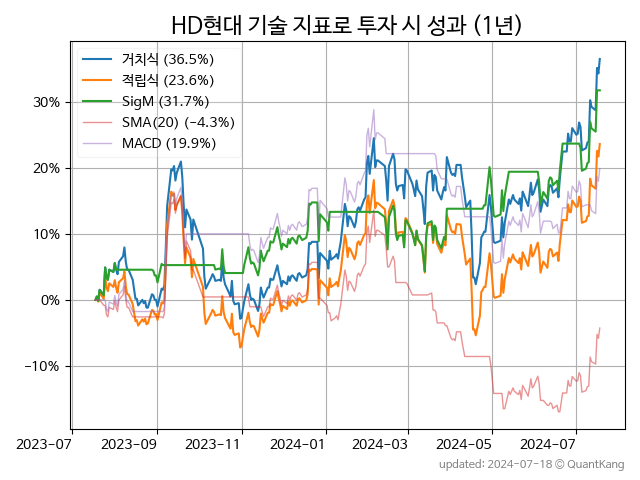 HD현대 기술 지표로 투자 시 성과 (1년)
거치식 (36.5%)
적립식 (23.6%)
SigM (31.7%)
SMA(20) (−4.3%)
MACD (19.9%)
30%
20%
10%
0%
−10%
2023-07 2023-09 2023-11 2024-01 2024-03 2024-05 2024-07
updated: 2024-07-18 © QuantKang